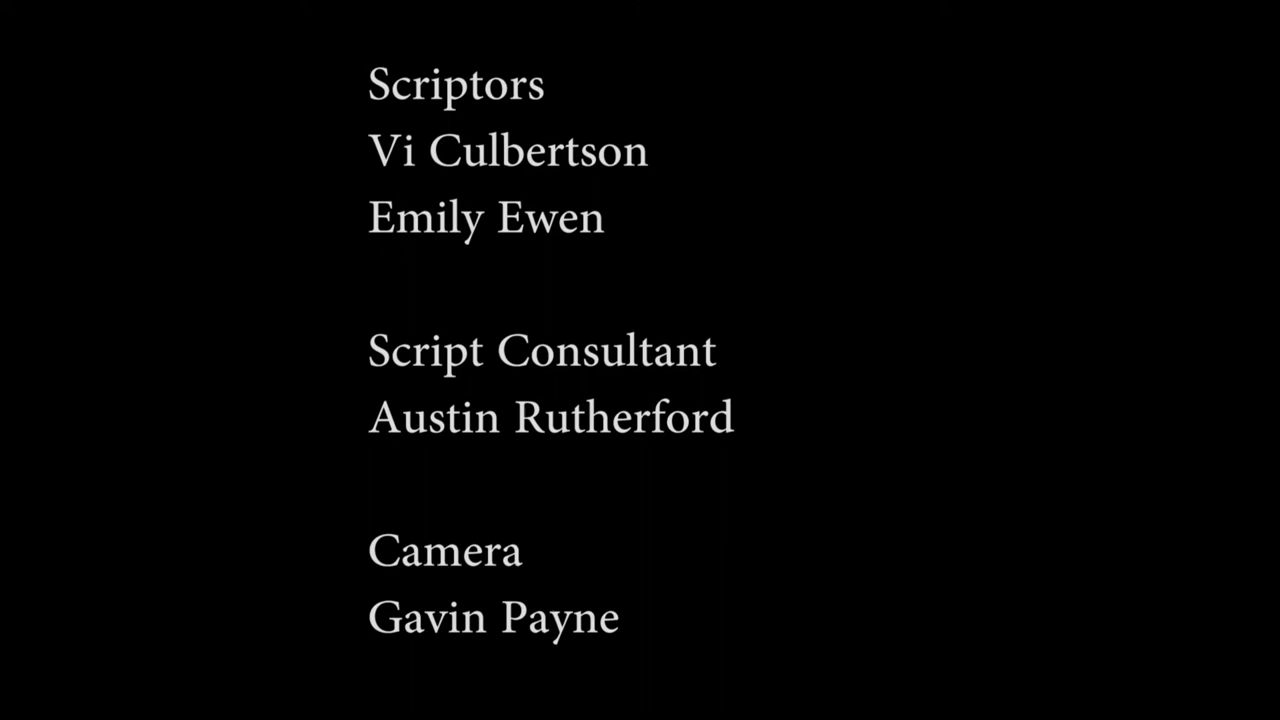 Scriptors
Vi Culbertson
Emily Ewen
Script Consultant
Austin Rutherford
Camera
Gavin Payne